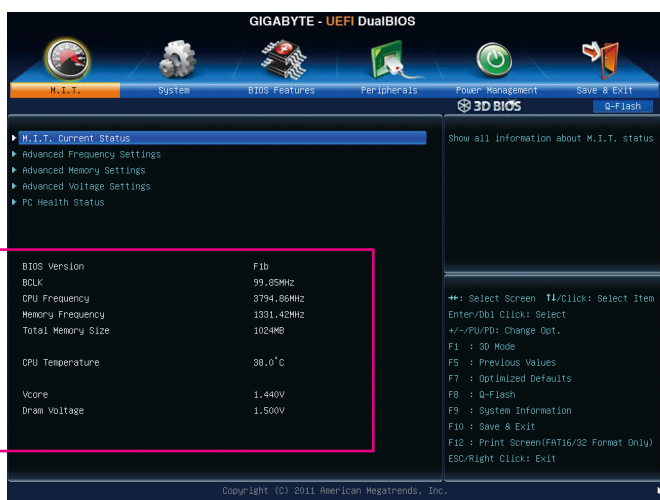 GIGABYTE - UEFI DualBIOS
M.I.T.
System
BIOS Features
Peripherals
Power Management
Save & Exit
3D BIOS
Q-Flash
M.I.T. Current Status
Advanced Frequency Settings
Advanced Memory Settings
Advanced Voltage Settings
PC Health Status
Show all information about M.I.T. status
BIOS Version F1b
BCLK 99.85MHz
CPU Frequency 3794.86MHz
Memory Frequency 1331.42MHz
Total Memory Size 1024MB
CPU Temperature 38.0°C
Vcore 1.440V
Dram Voltage 1.500V
→←: Select Screen ↑↓/Click: Select Item
Enter/Dbl Click: Select
+/-/PU/PD: Change Opt.
F1 : 3D Mode
F5 : Previous Values
F7 : Optimized Defaults
F8 : Q-Flash
F9 : System Information
F10 : Save & Exit
F12 : Print Screen(FAT16/32 Format Only)
ESC/Right Click: Exit
Copyright (C) 2011 American Megatrends, Inc.